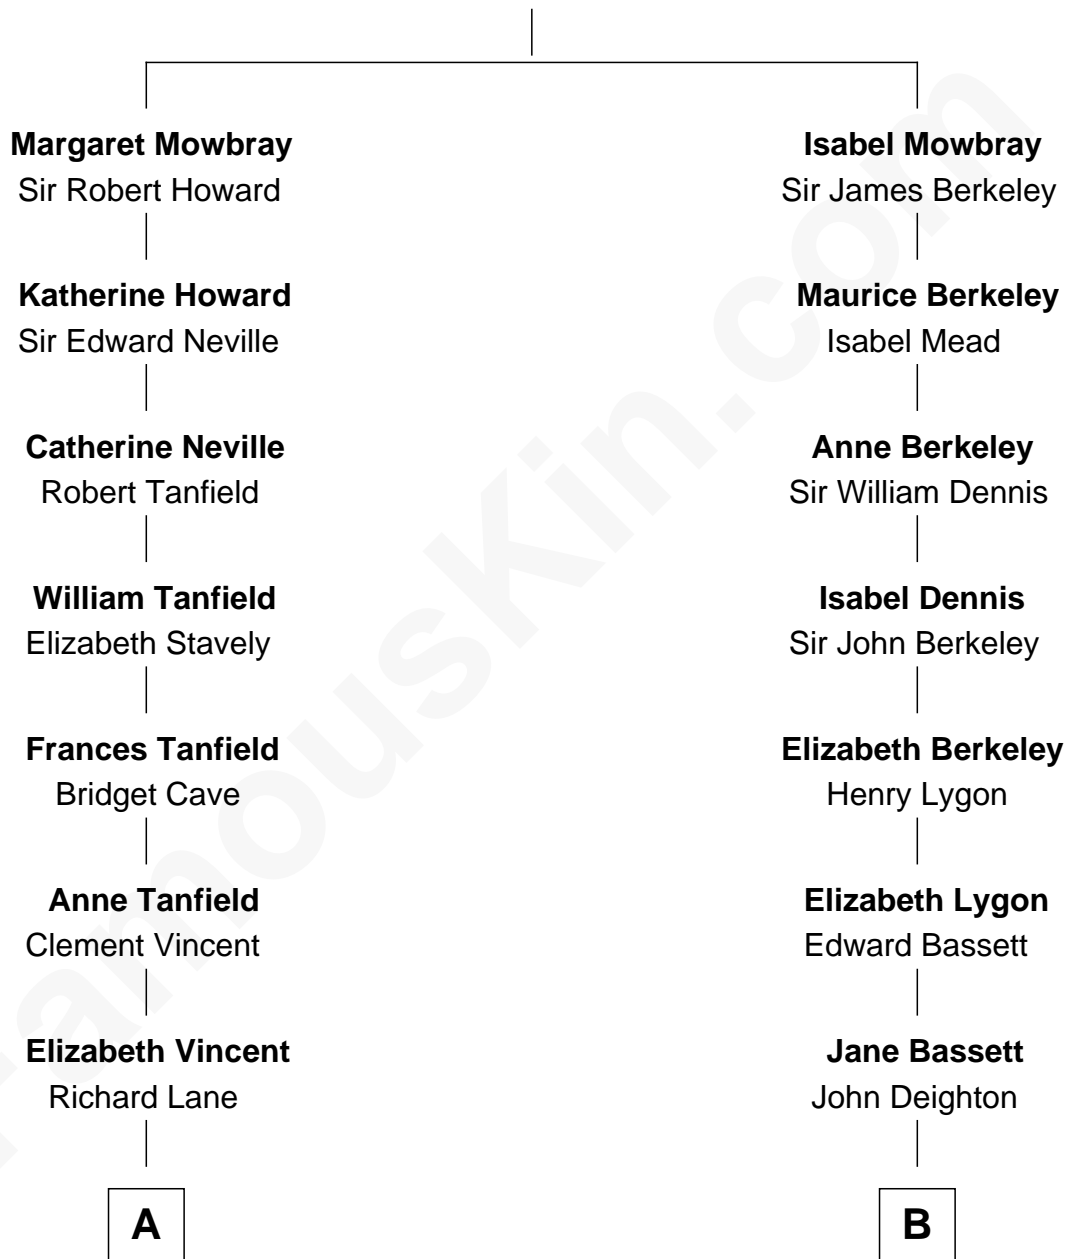 Margaret Mowbray
Sir Robert Howard
Katherine Howard
Sir Edward Neville
Catherine Neville
Robert Tanfield
William Tanfield
Elizabeth Stavely
Frances Tanfield
Bridget Cave
Anne Tanfield
Clement Vincent
Elizabeth Vincent
Richard Lane
A
Isabel Mowbray
Sir James Berkeley
Maurice Berkeley
Isabel Mead
Anne Berkeley
Sir William Dennis
Isabel Dennis
Sir John Berkeley
Elizabeth Berkeley
Henry Lygon
Elizabeth Lygon
Edward Bassett
Jane Bassett
John Deighton
B
FamousKin.com